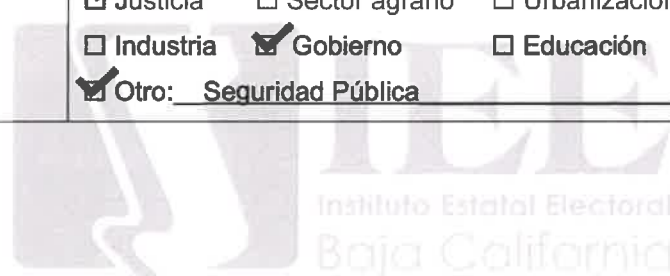 ☑ Justicia ☐ Sector agrario ☐ Urbanización
☐ Industria ☑ Gobierno ☐ Educación
☑ Otro: Seguridad Pública
IEE
Instituto Estatal Electoral
Baja California